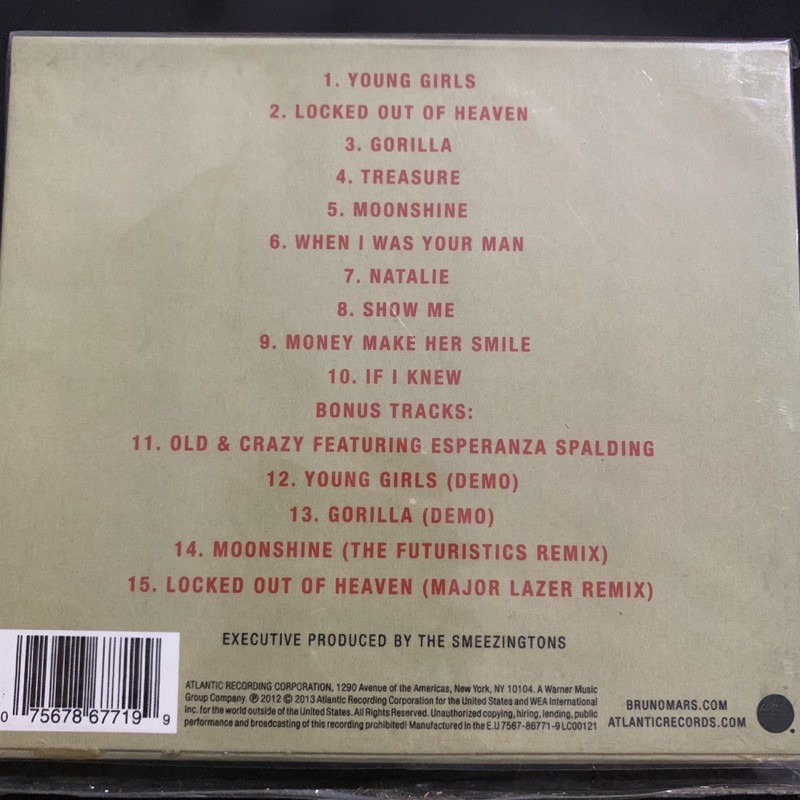 1. YOUNG GIRLS
2. LOCKED OUT OF HEAVEN
3. GORILLA
4. TREASURE
5. MOONSHINE
6. WHEN I WAS YOUR MAN
7. NATALIE
8. SHOW ME
9. MONEY MAKE HER SMILE
10. IF I KNEW
BONUS TRACKS:
11. OLD & CRAZY FEATURING ESPERANZA SPALDING
12. YOUNG GIRLS (DEMO)
13. GORILLA (DEMO)
14. MOONSHINE (THE FUTURISTICS REMIX)
15. LOCKED OUT OF HEAVEN (MAJOR LAZER REMIX)
EXECUTIVE PRODUCED BY THE SMEEZINGTONS
0 75678 67719 9
ATLANTIC RECORDING CORPORATION, 1290 Avenue of the Americas, New York, NY 10104. A Warner Music
Group Company. ℗ 2012 © 2013 Atlantic Recording Corporation for the United States and WEA International
Inc. for the world outside of the United States. All Rights Reserved. Unauthorized copying, hiring, lending, public
performance and broadcasting of this recording prohibited! Manufactured in the E.U 7567-86771-9 LC00121
BRUNOMARS.COM
ATLANTICRECORDS.COM